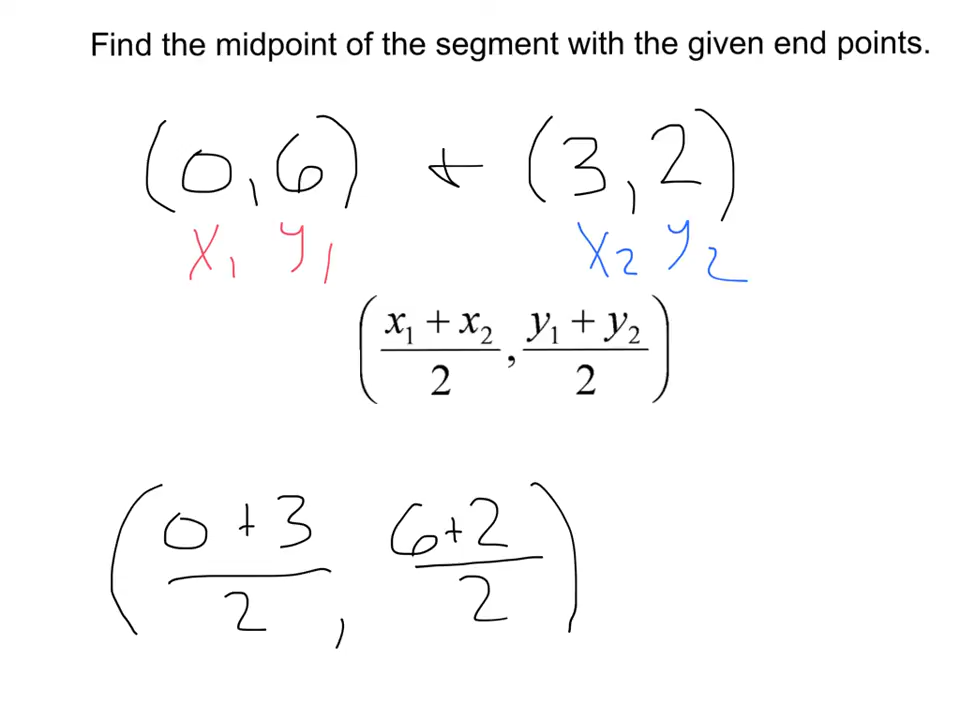 Find the midpoint of the segment with the given end points.
(0, 6) + (3, 2)
x₁ y₁ x₂ y₂
(x₁ + x₂ / 2, y₁ + y₂ / 2)
(0 + 3 / 2, 6 + 2 / 2)